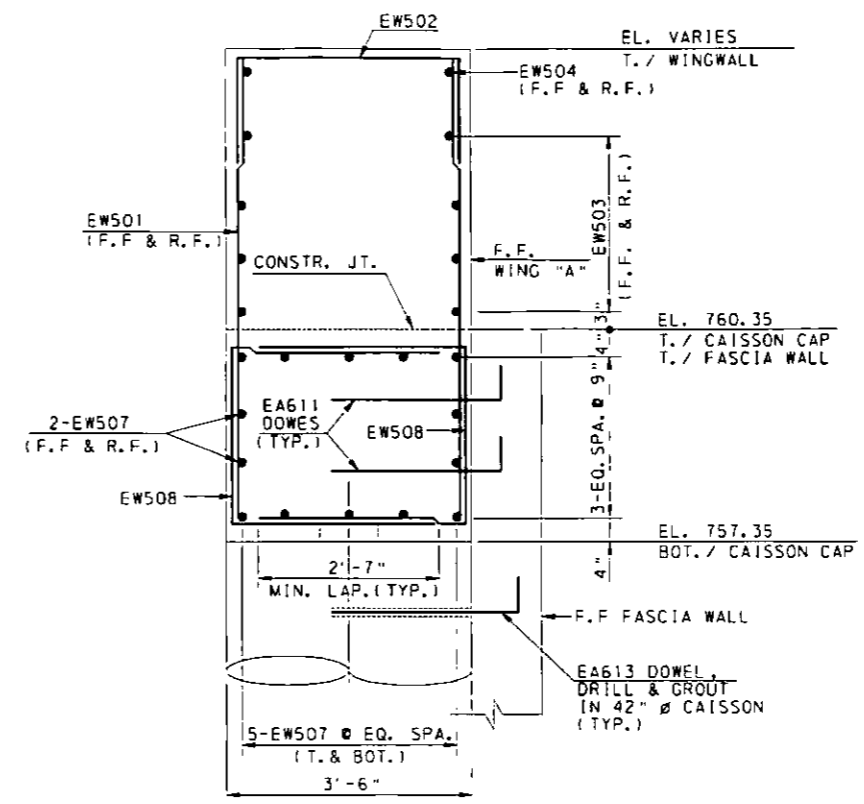 EW502
EL. VARIES
T./ WINGWALL
EW504
(F.F & R.F.)
EW501
(F.F & R.F.)
EW503
(F.F. & R.F.)
F.F.
WING "A"
CONSTR. JT.
3"
4"
EL. 760.35
T./ CAISSON CAP
T./ FASCIA WALL
2-EW507
(F.F & R.F.)
EA611
DOWES
(TYP.)
EW508
3-EQ. SPA. @ 9"
EW508
EL. 757.35
BOT./ CAISSON CAP
4"
2'-7"
MIN. LAP.(TYP.)
F.F FASCIA WALL
EA613 DOWEL,
DRILL & GROUT
IN 42" Ø CAISSON
(TYP.)
5-EW507 @ EQ. SPA.
(T.& BOT.)
3'-6"